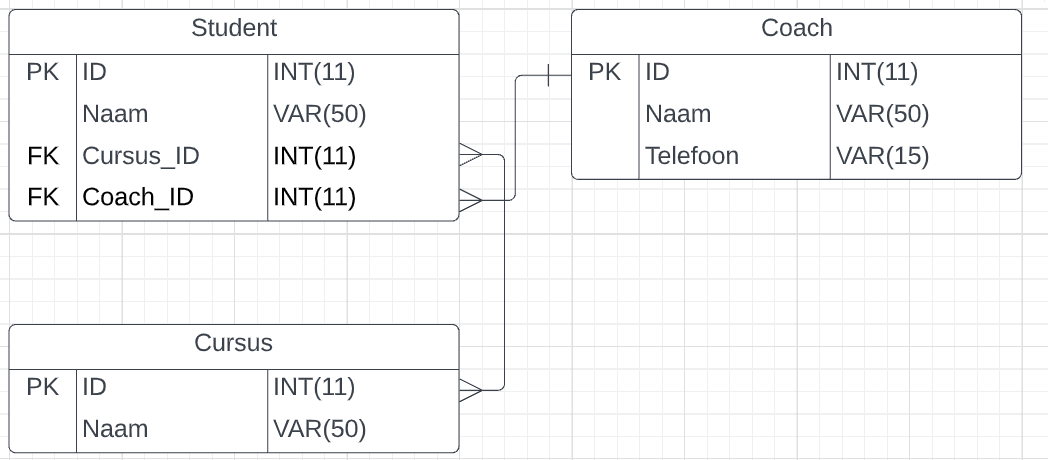 Student
PK ID INT(11)
Naam VAR(50)
FK Cursus_ID INT(11)
FK Coach_ID INT(11)
Coach
PK ID INT(11)
Naam VAR(50)
Telefoon VAR(15)
Cursus
PK ID INT(11)
Naam VAR(50)